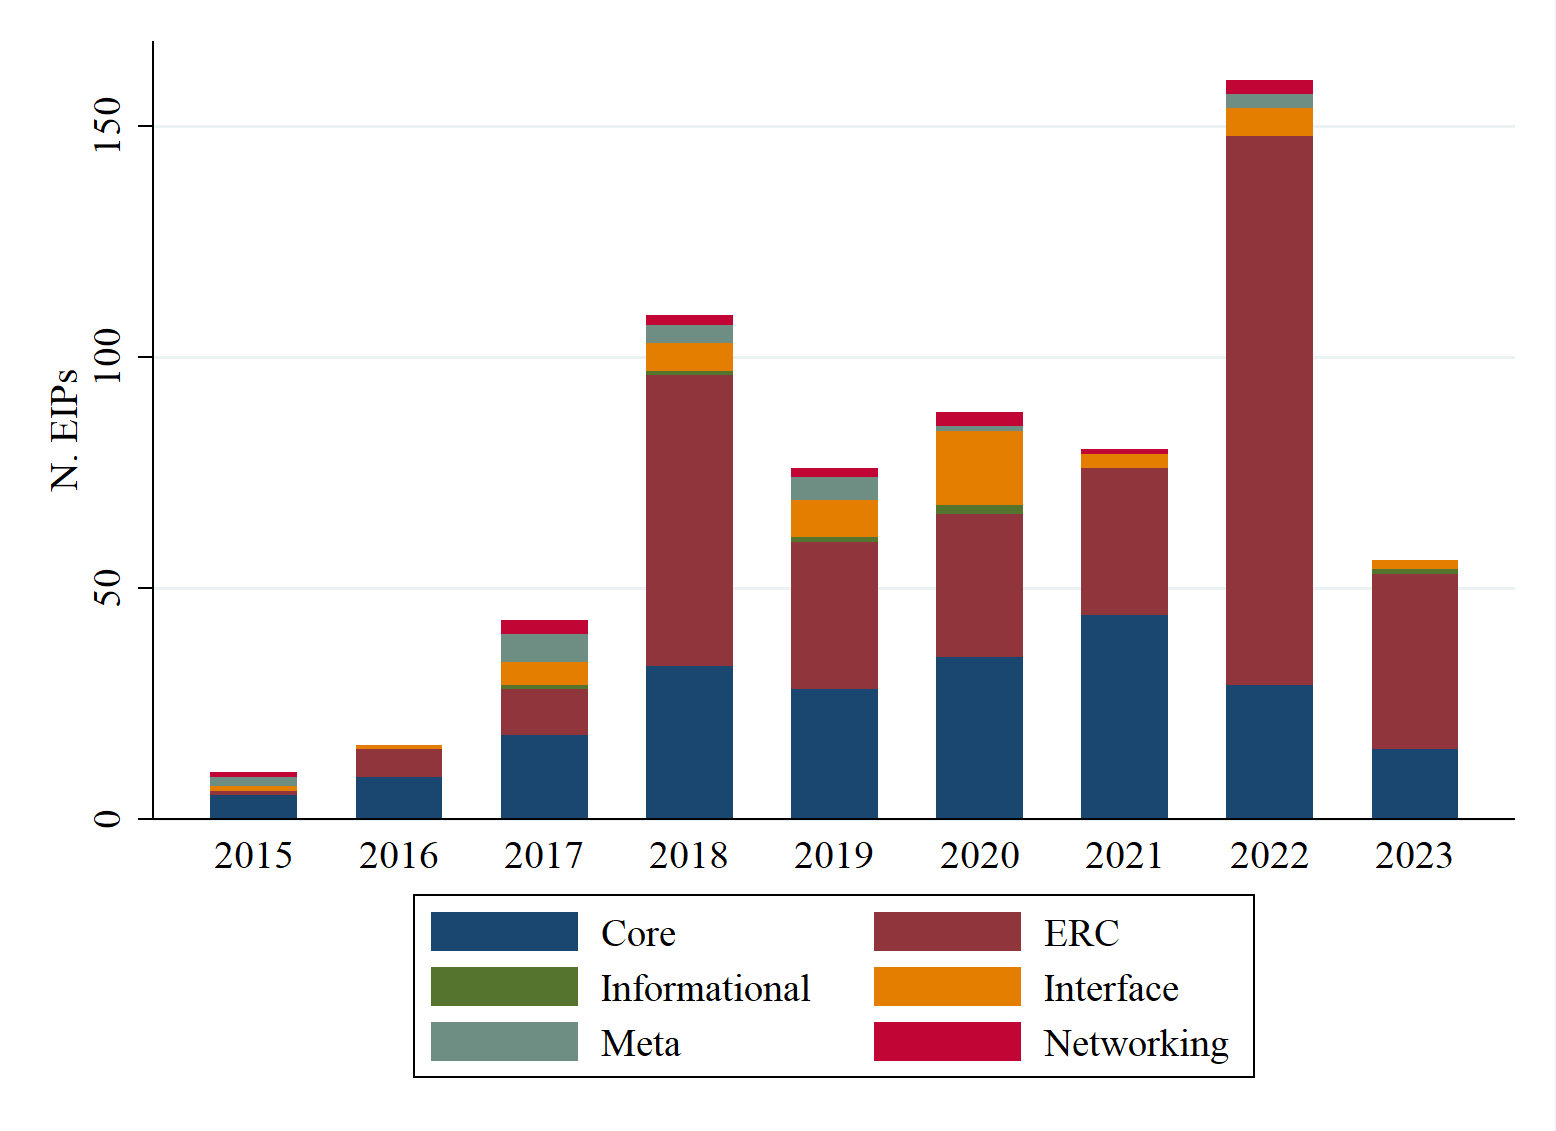 N. EIPs
150
100
50
0
2015 2016 2017 2018 2019 2020 2021 2022 2023
Core ERC
Informational Interface
Meta Networking